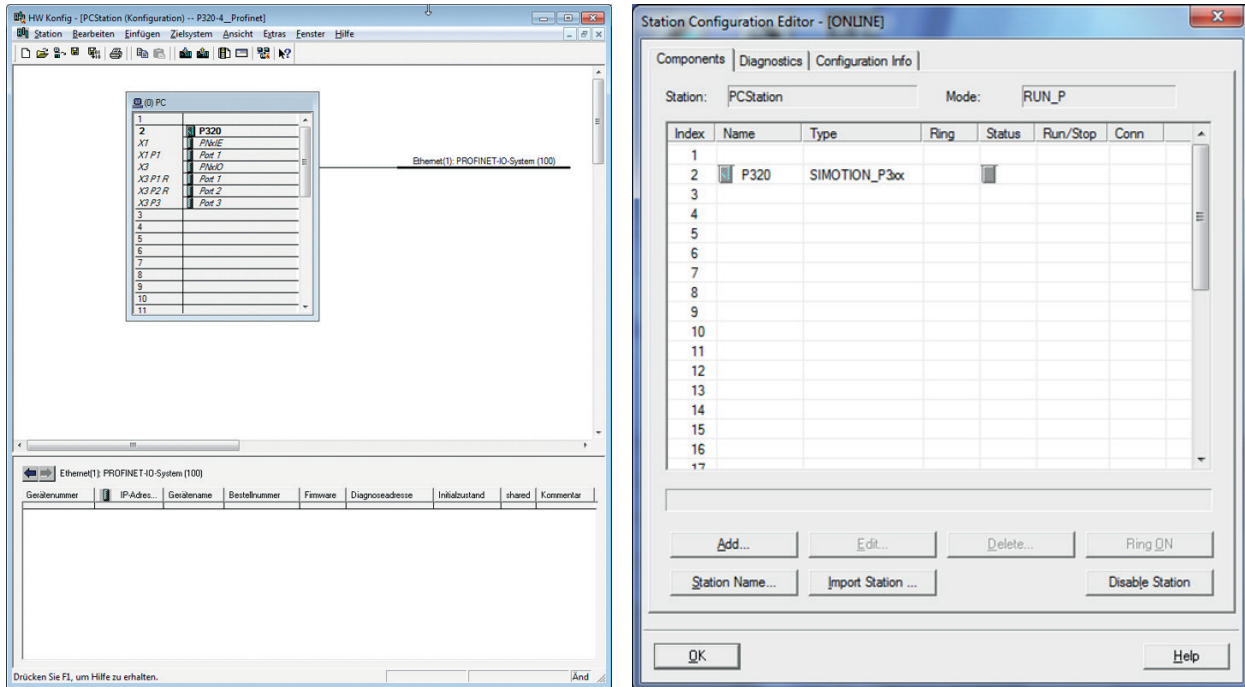 HW Konfig - [PCStation (Konfiguration) -- P320-4_Profinet]
Station Bearbeiten Einfügen Zielsystem Ansicht Extras Fenster Hilfe
(0) PC
1
2 P320
X1 PNxIE
X1 P1 Port 1
X3 PNxIO
X3 P1 R Port 1
X3 P2 R Port 2
X3 P3 Port 3
3
4
5
6
7
8
9
10
11
Ethernet(1): PROFINET-IO-System (100)
Ethernet(1): PROFINET-IO-System (100)
Gerätenummer IP-Adres... Gerätename Bestellnummer Firmware Diagnoseadresse Initialzustand shared Kommentar
Drücken Sie F1, um Hilfe zu erhalten. Änd
Station Configuration Editor - [ONLINE]
Components Diagnostics Configuration Info
Station: PCStation Mode: RUN_P
Index Name Type Ring Status Run/Stop Conn
1
2 P320 SIMOTION_P3xx
3
4
5
6
7
8
9
10
11
12
13
14
15
16
17
Add... Edit... Delete... Ring ON
Station Name... Import Station ... Disable Station
OK Help